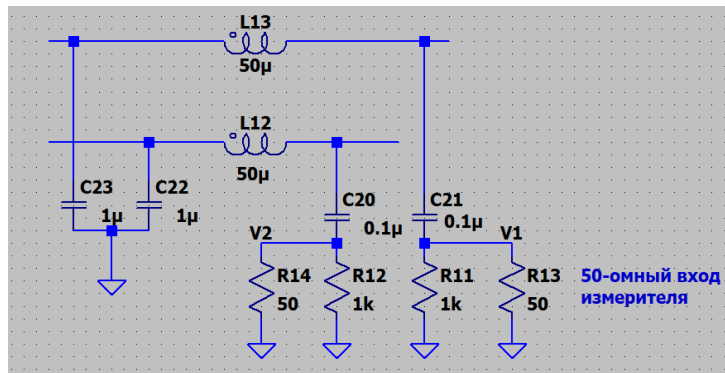 L13
50µ
L12
50µ
C23
1µ
C22
1µ
C20
0.1µ
C21
0.1µ
V2
V1
R14
50
R12
1k
R11
1k
R13
50
50-омный вход
измерителя